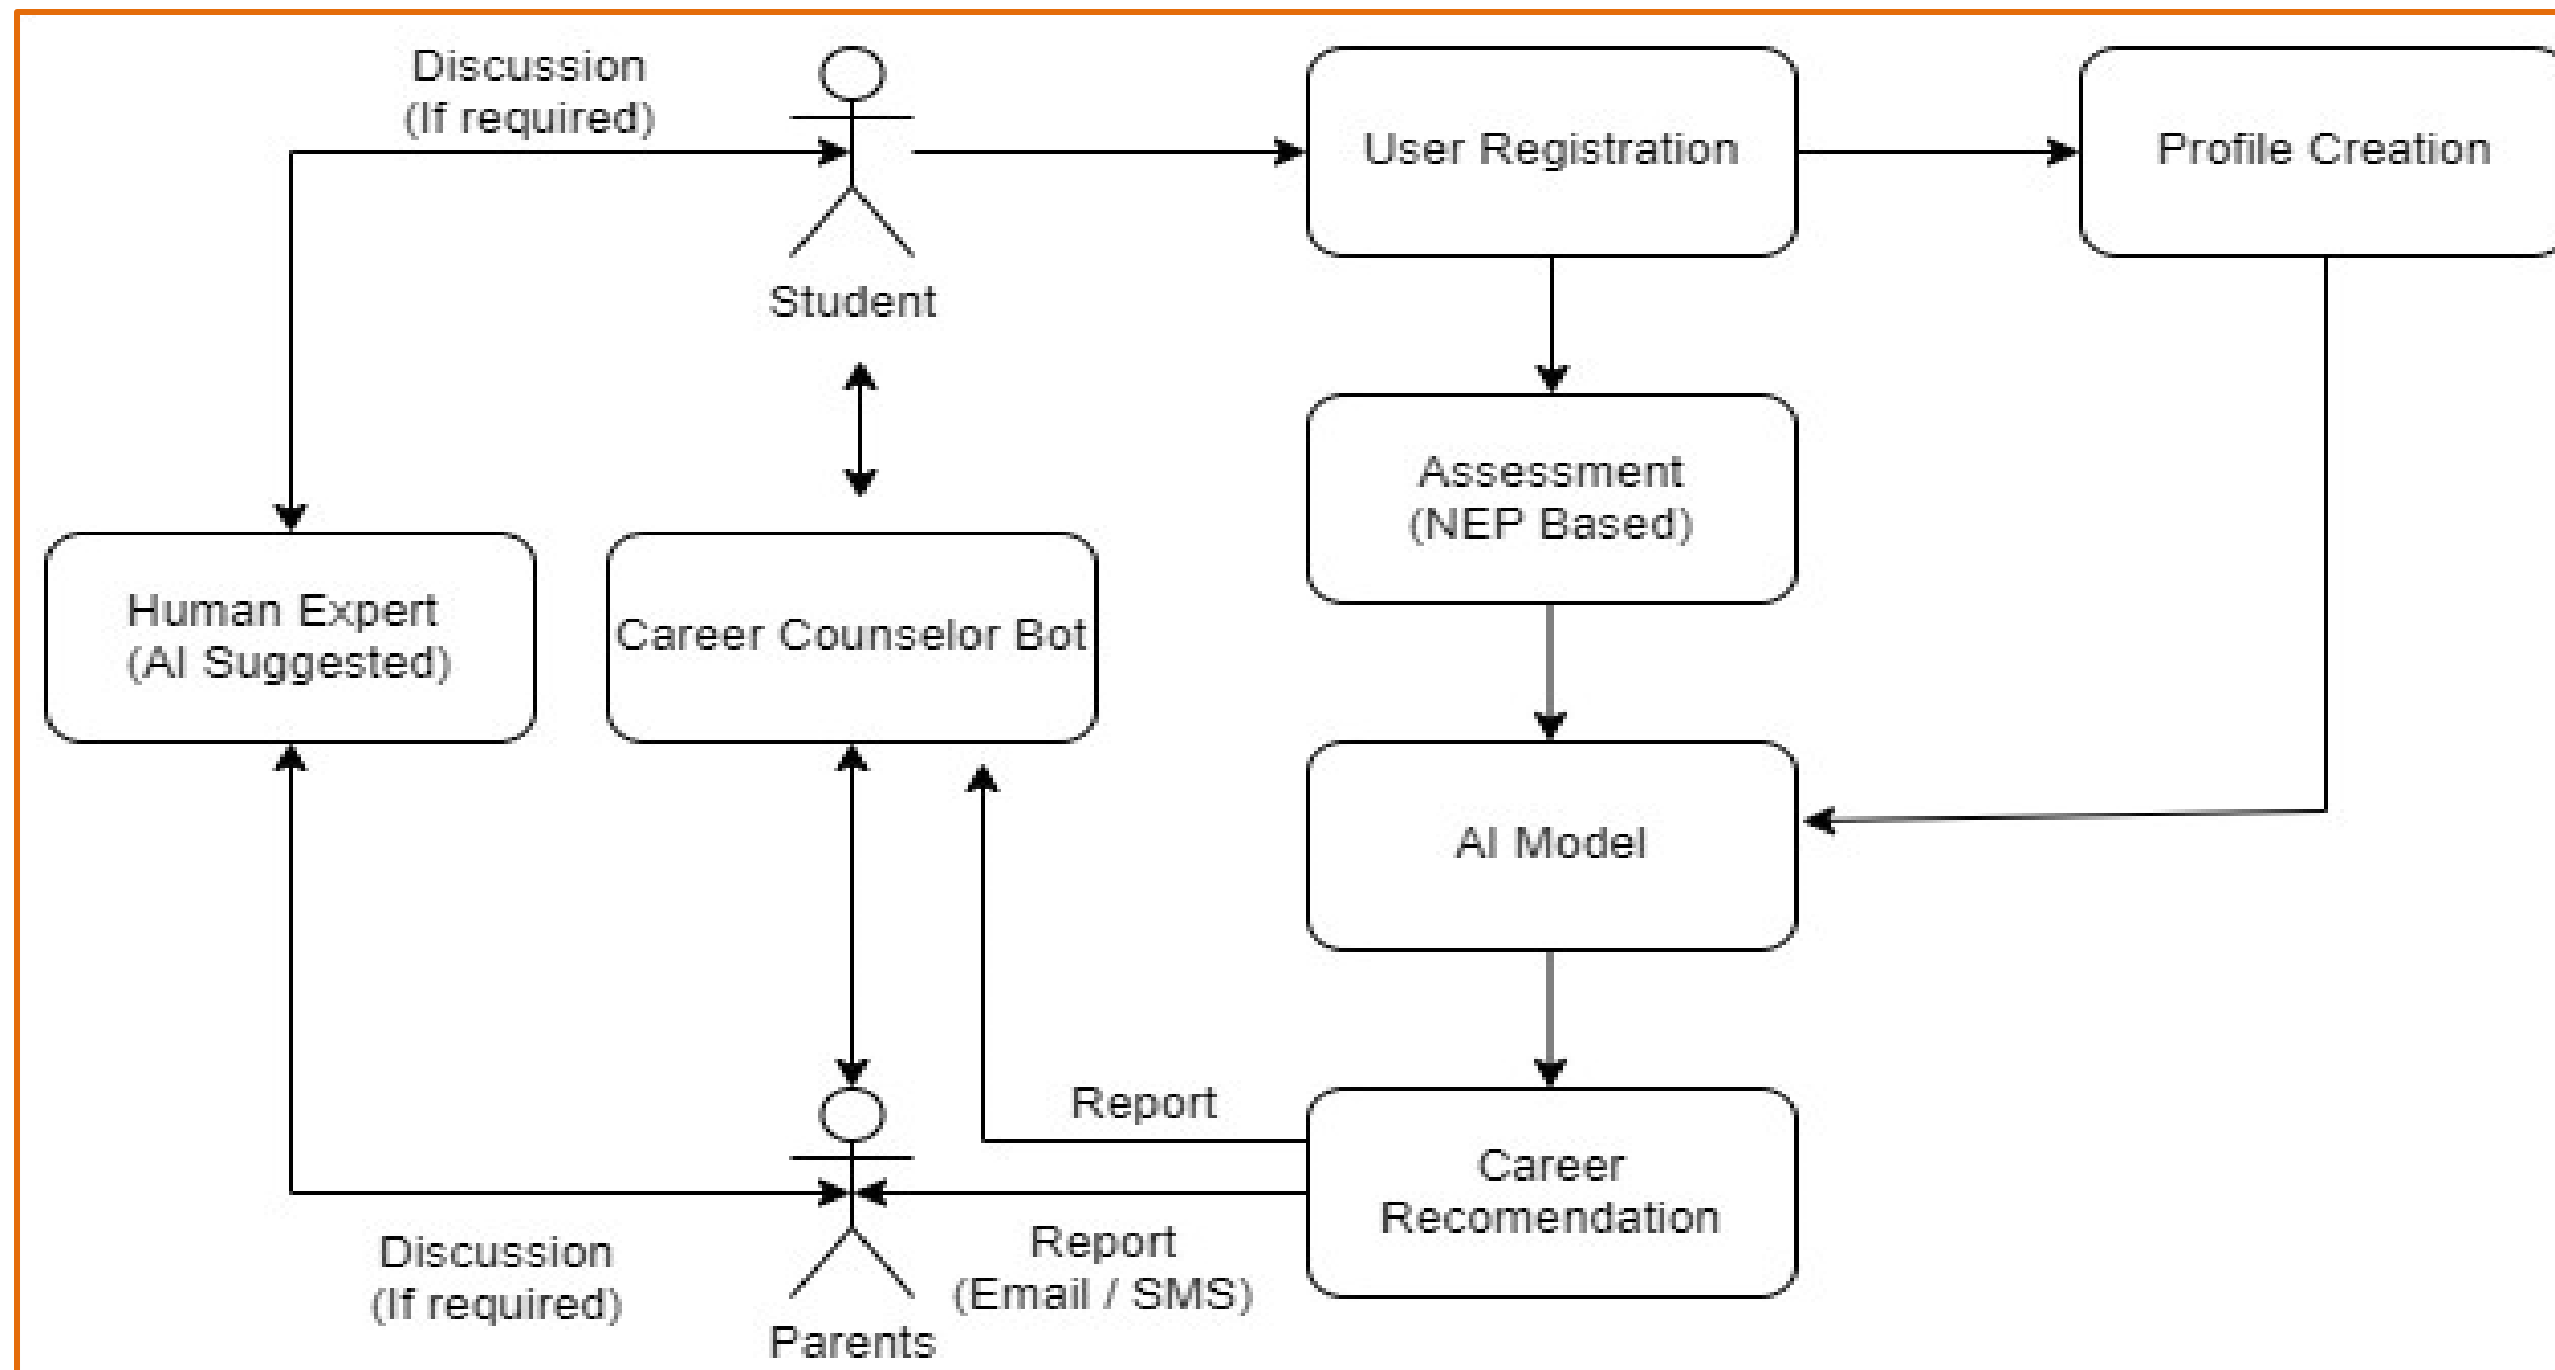 Discussion
(If required)
User Registration
Profile Creation
Student
Assessment
(NEP Based)
Human Expert
(AI Suggested)
Career Counselor Bot
AI Model
Report
Career
Recomendation
Discussion
(If required)
Report
(Email / SMS)
Parents